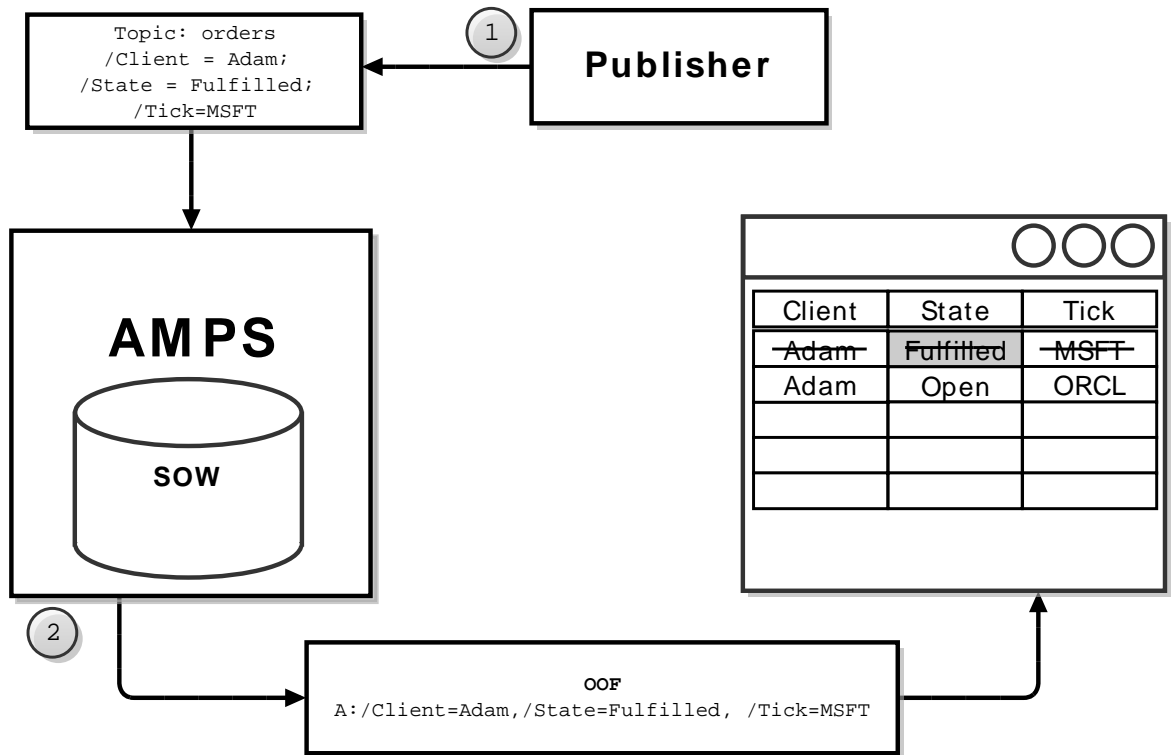 Topic: orders
/Client = Adam;
/State = Fulfilled;
/Tick=MSFT
1
Publisher
AMPS
SOW
Client State Tick
Adam Fulfilled MSFT
Adam Open ORCL
2
OOF
A:/Client=Adam,/State=Fulfilled, /Tick=MSFT